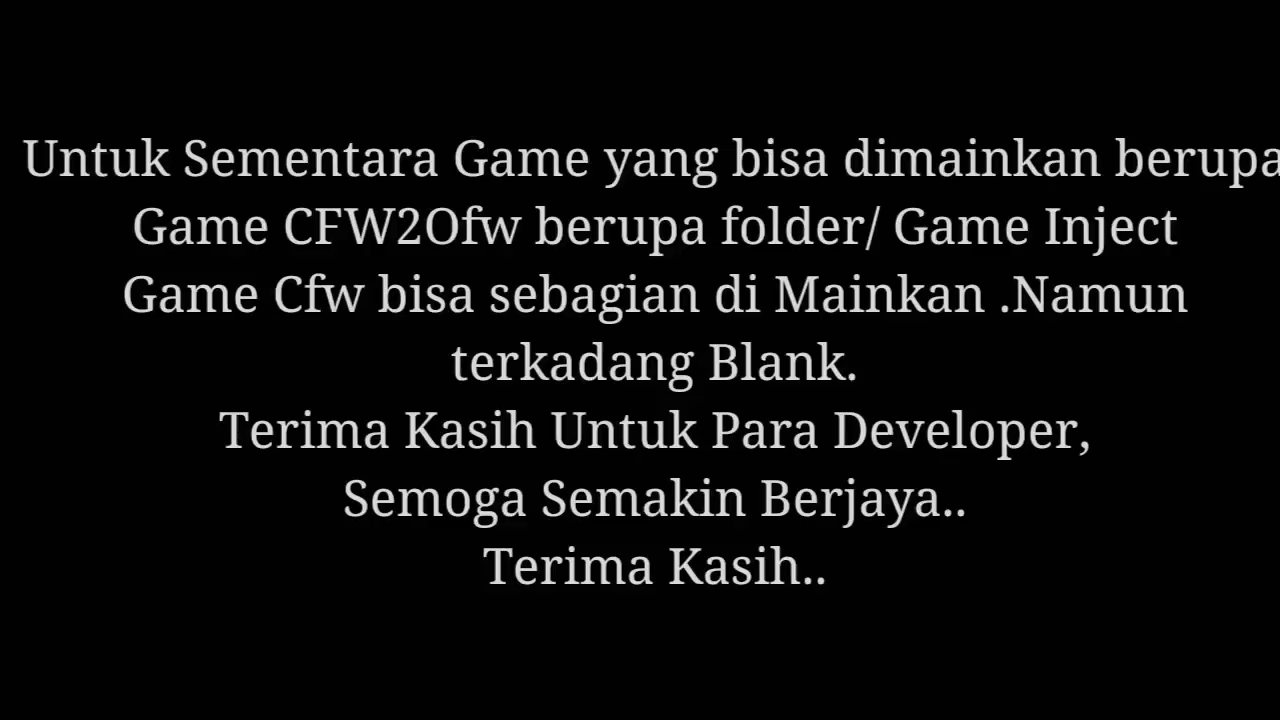 Untuk Sementara Game yang bisa dimainkan berupa
Game CFW2Ofw berupa folder/ Game Inject
Game Cfw bisa sebagian di Mainkan .Namun
terkadang Blank.
Terima Kasih Untuk Para Developer,
Semoga Semakin Berjaya..
Terima Kasih..